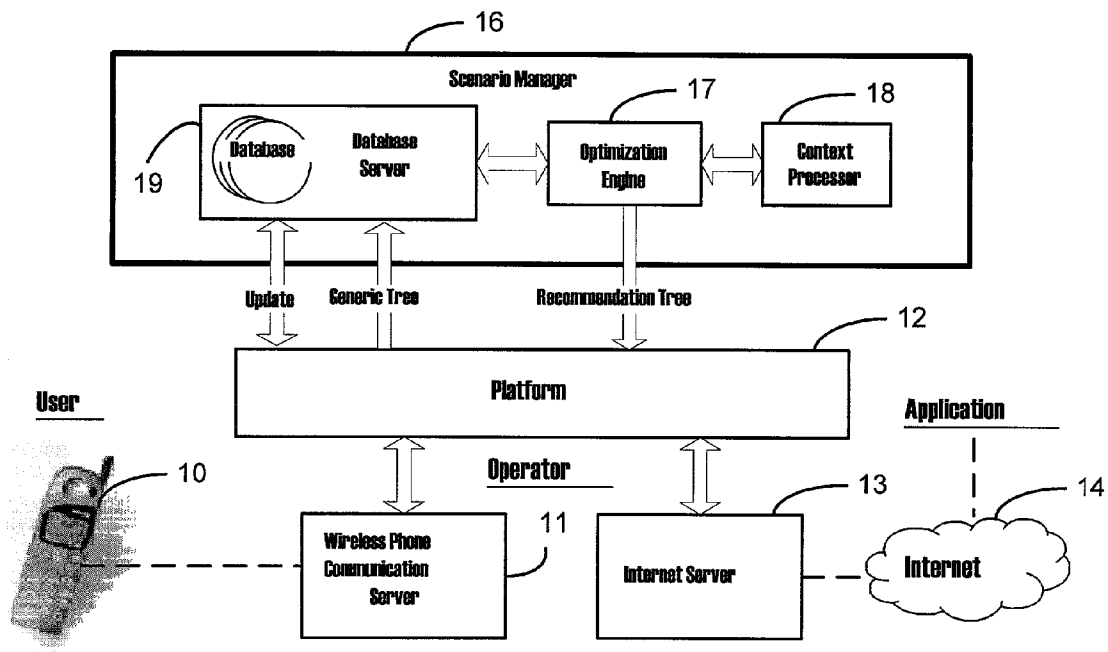 16
Scenario Manager
17
18
19
Database
Database
Server
Optimization
Engine
Context
Processor
Update
Generic Tree
Recommendation Tree
12
Platform
User
Application
10
Operator
13
14
11
Wireless Phone
Communication
Server
Internet Server
Internet